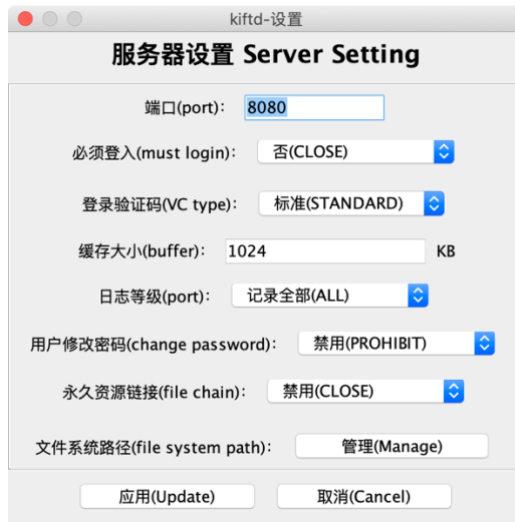 kiftd-设置
服务器设置 Server Setting
端口(port): 8080
必须登入(must login): 否(CLOSE)
登录验证码(VC type): 标准(STANDARD)
缓存大小(buffer): 1024 KB
日志等级(port): 记录全部(ALL)
用户修改密码(change password): 禁用(PROHIBIT)
永久资源链接(file chain): 禁用(CLOSE)
文件系统路径(file system path): 管理(Manage)
应用(Update) 取消(Cancel)